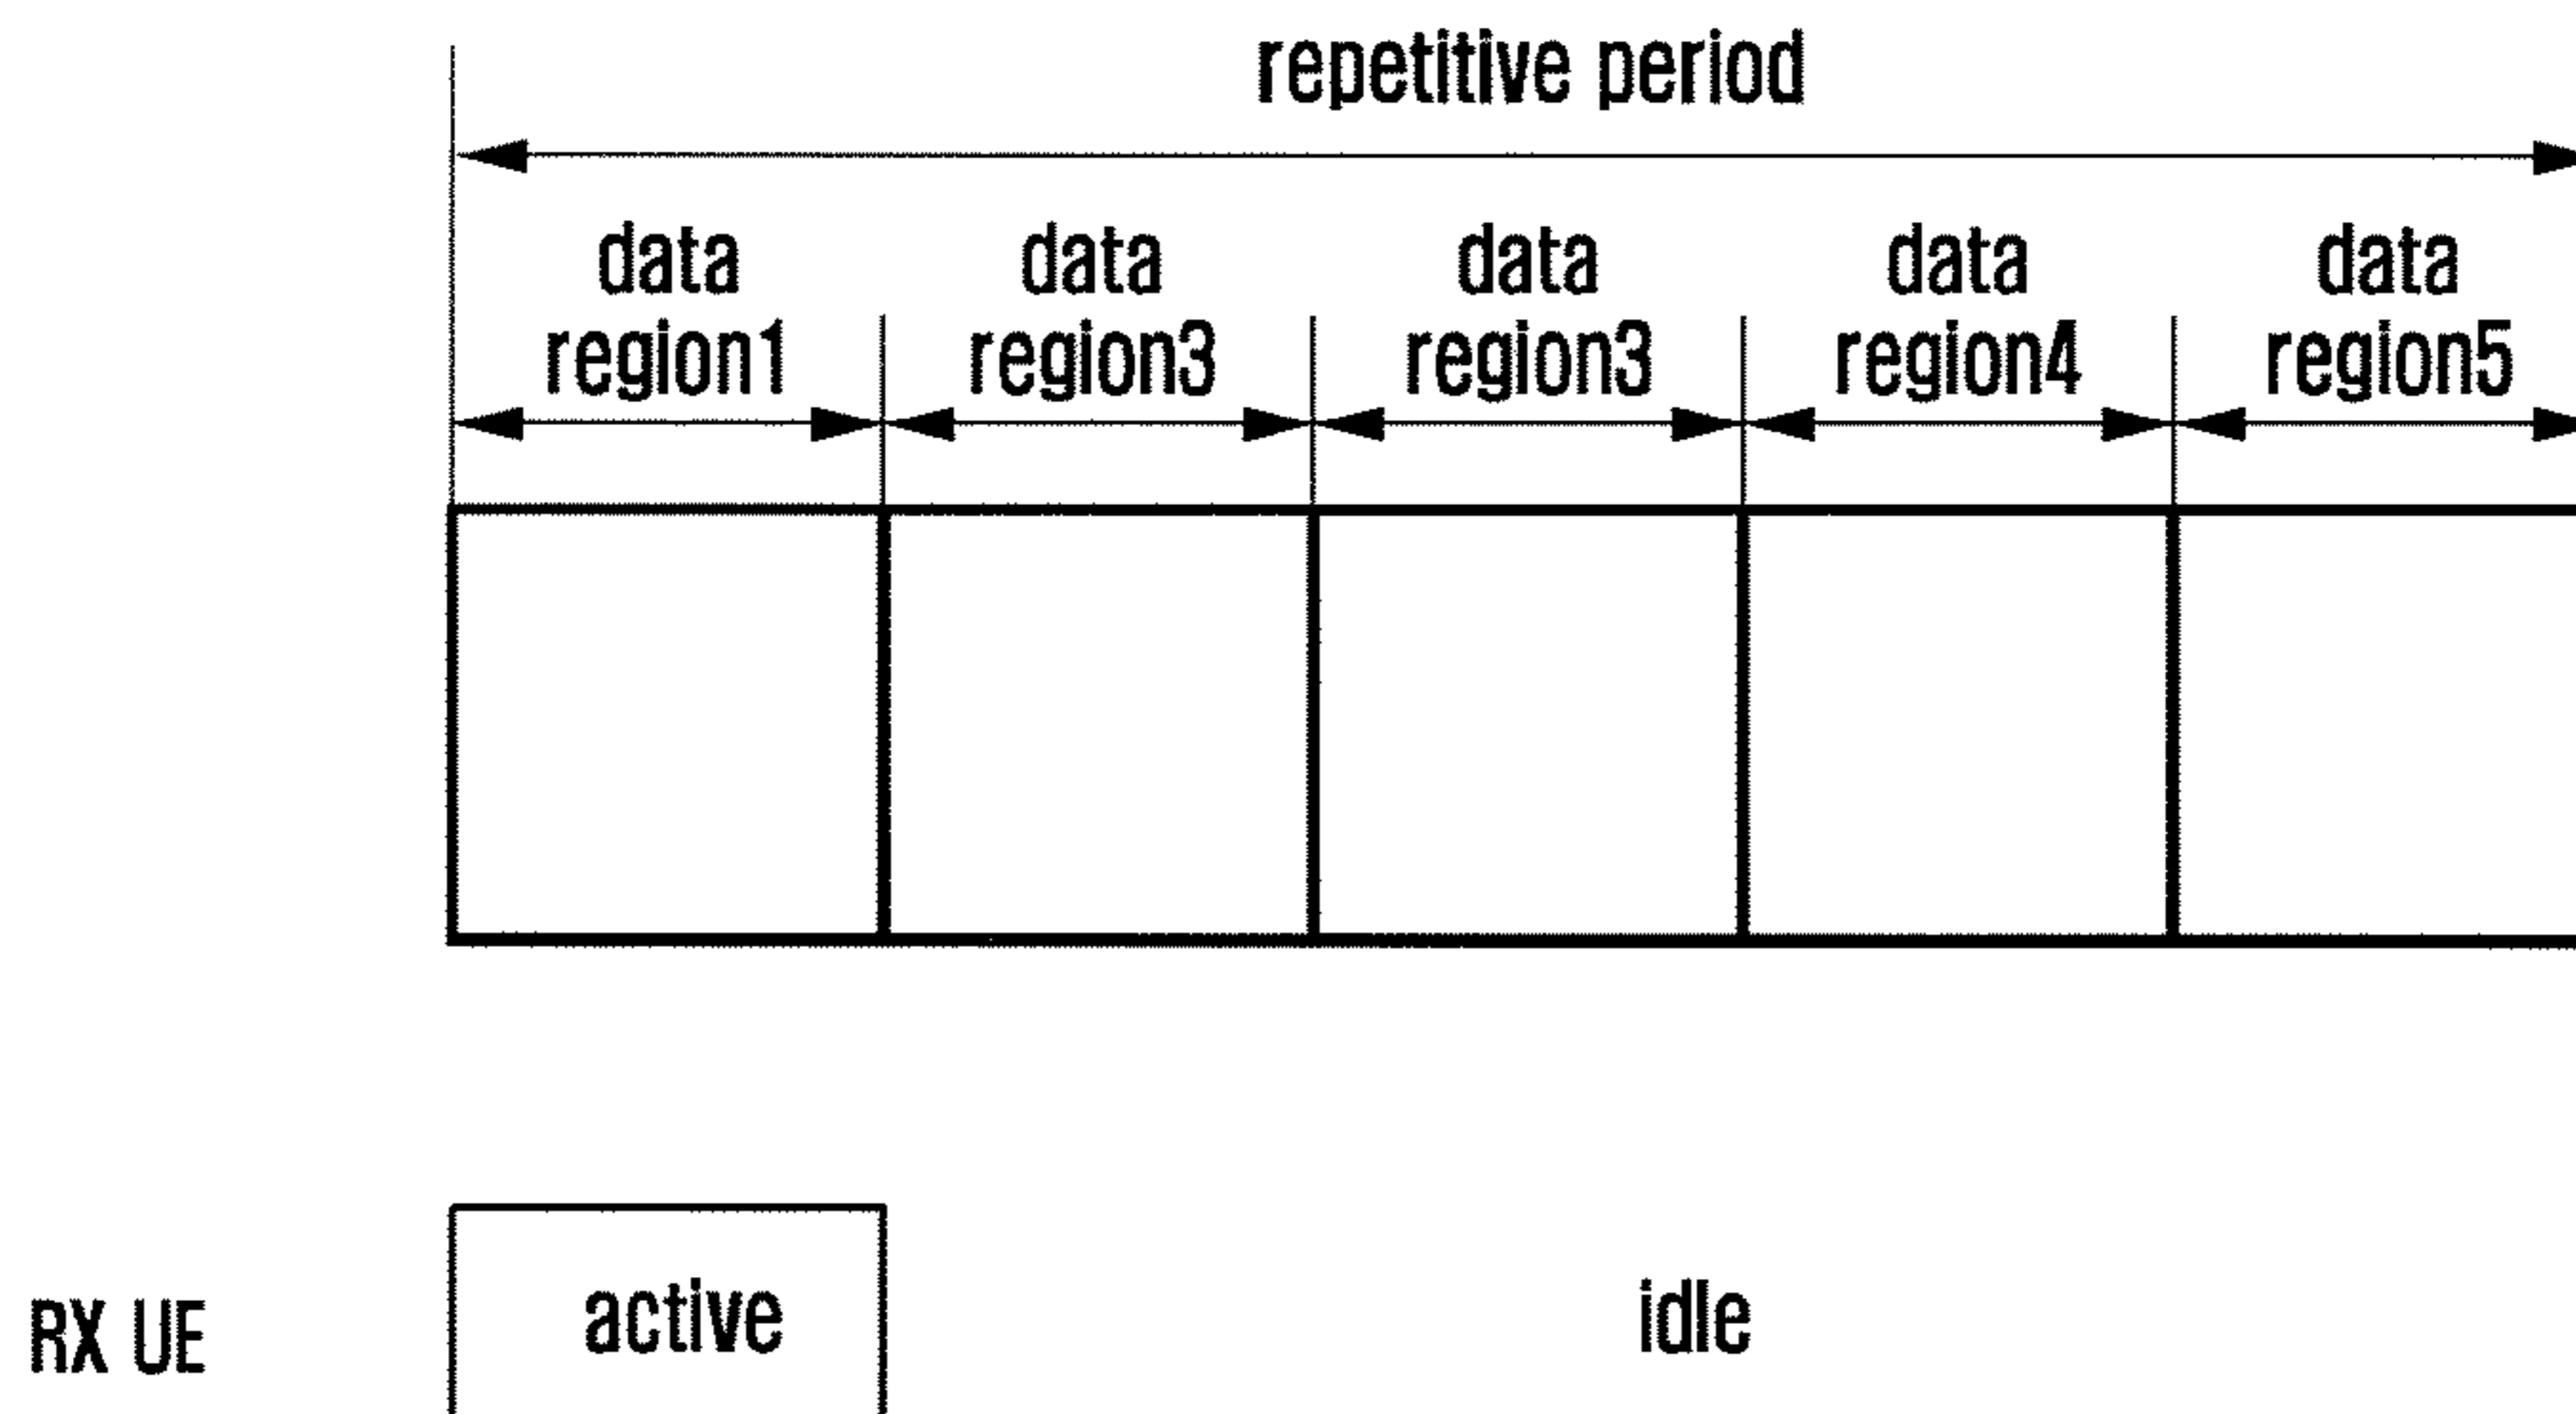 repetitive period
data data data data data
region1 region3 region3 region4 region5
active idle
RX UE